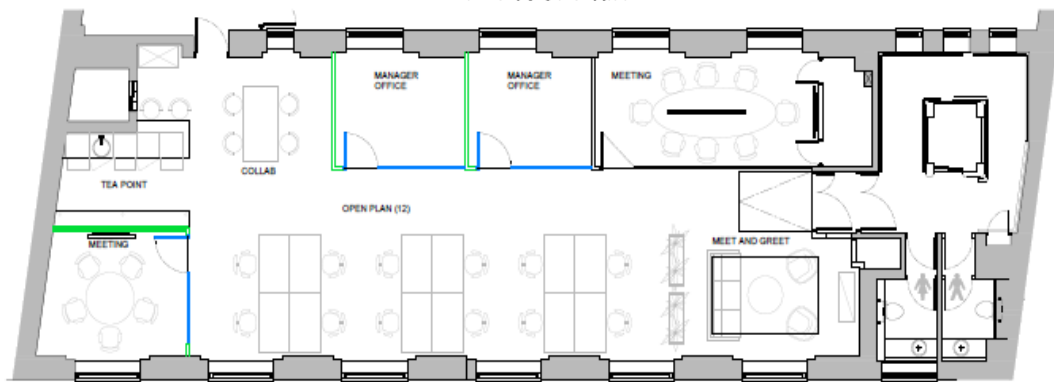 MANAGER
OFFICE
MANAGER
OFFICE
MEETING
COLLAB
TEA POINT
OPEN PLAN (12)
MEETING
MEET AND GREET